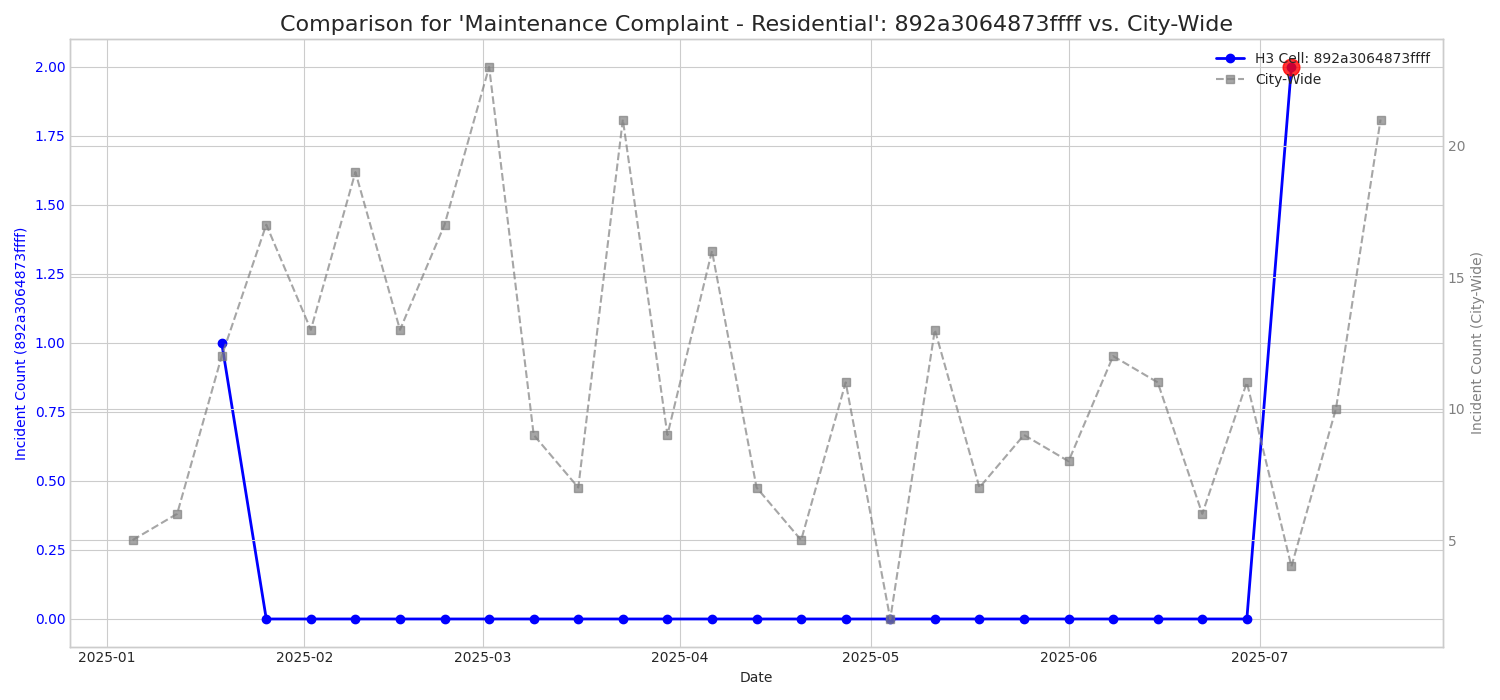 Comparison for 'Maintenance Complaint - Residential': 892a3064873ffff vs. City-Wide
H3 Cell: 892a3064873ffff
City-Wide
Incident Count (892a3064873ffff)
2.00
1.75
1.50
1.25
1.00
0.75
0.50
0.25
0.00
20
15
10
5
Incident Count (City-Wide)
2025-01 2025-02 2025-03 2025-04 2025-05 2025-06 2025-07
Date